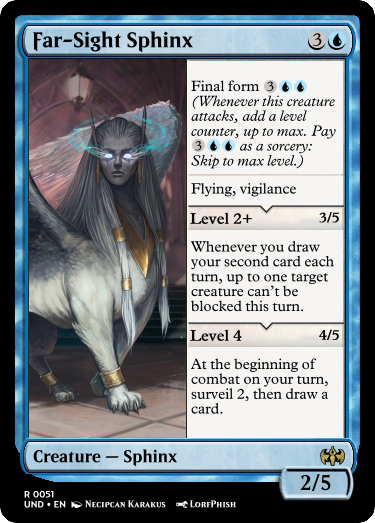 Far-Sight Sphinx 3
Final form 3
(Whenever this creature
attacks, add a level
counter, up to max. Pay
3 as a sorcery:
Skip to max level.)
Flying, vigilance
Level 2+ 3/5
Whenever you draw
your second card each
turn, up to one target
creature can't be
blocked this turn.
Level 4 4/5
At the beginning of
combat on your turn,
surveil 2, then draw a
card.
Creature — Sphinx
2/5
R 0051
UND • EN Necipcan Karakus LorfPhish